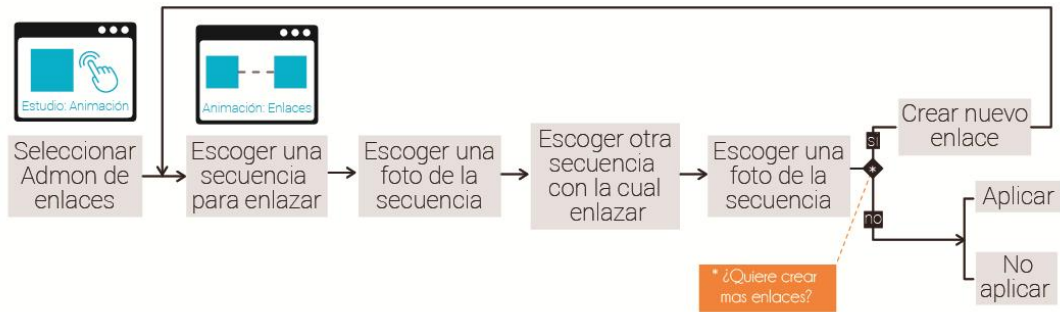 Estudio: Animación
Animación: Enlaces
Seleccionar
Admon de
enlaces
Escoger una
secuencia
para enlazar
Escoger una
foto de la
secuencia
Escoger otra
secuencia
con la cual
enlazar
Escoger una
foto de la
secuencia
*
si
Crear nuevo
enlace
no
Aplicar
No
aplicar
* ¿Quiere crear
mas enlaces?